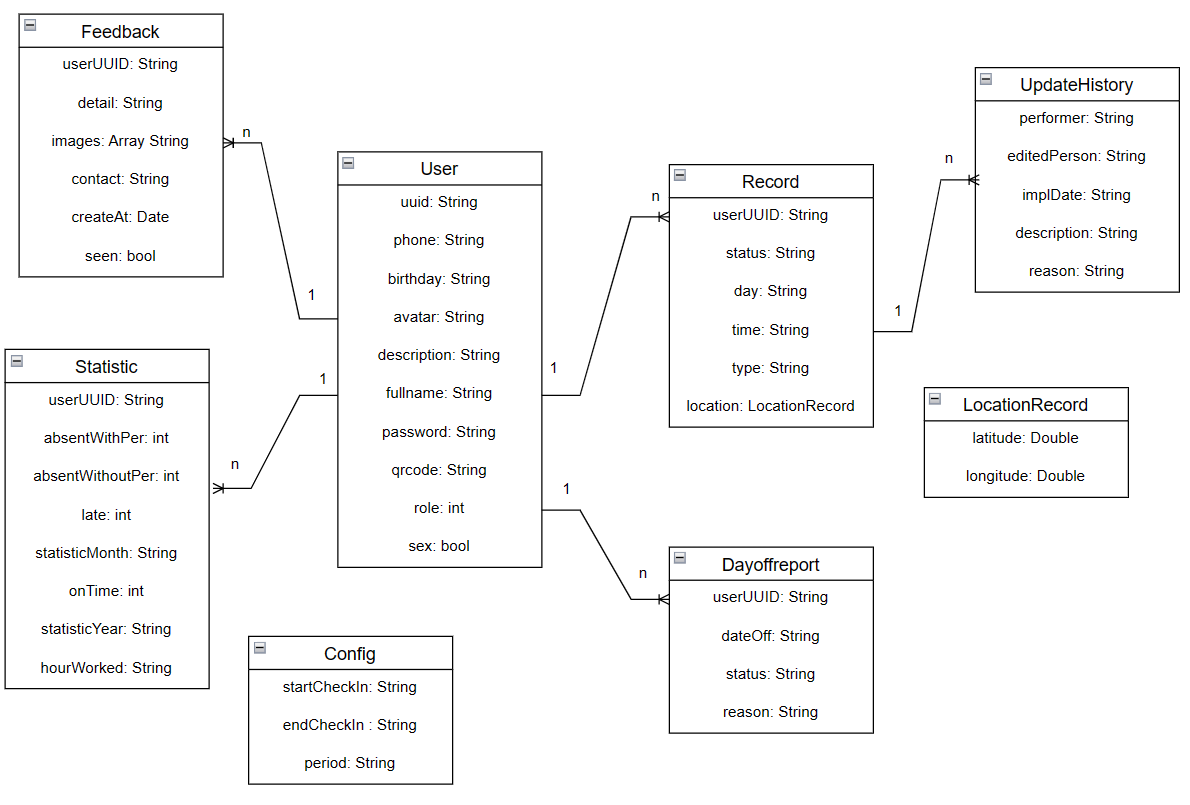 Feedback
userUUID: String
detail: String
images: Array String
contact: String
createAt: Date
seen: bool
n
1
Statistic
userUUID: String
absentWithPer: int
absentWithoutPer: int
late: int
statisticMonth: String
onTime: int
statisticYear: String
hourWorked: String
1
n
User
uuid: String
phone: String
birthday: String
avatar: String
description: String
fullname: String
password: String
qrcode: String
role: int
sex: bool
Config
startCheckIn: String
endCheckIn : String
period: String
n
1
1
n
Record
userUUID: String
status: String
day: String
time: String
type: String
location: LocationRecord
Dayoffreport
userUUID: String
dateOff: String
status: String
reason: String
n
1
UpdateHistory
performer: String
editedPerson: String
implDate: String
description: String
reason: String
LocationRecord
latitude: Double
longitude: Double